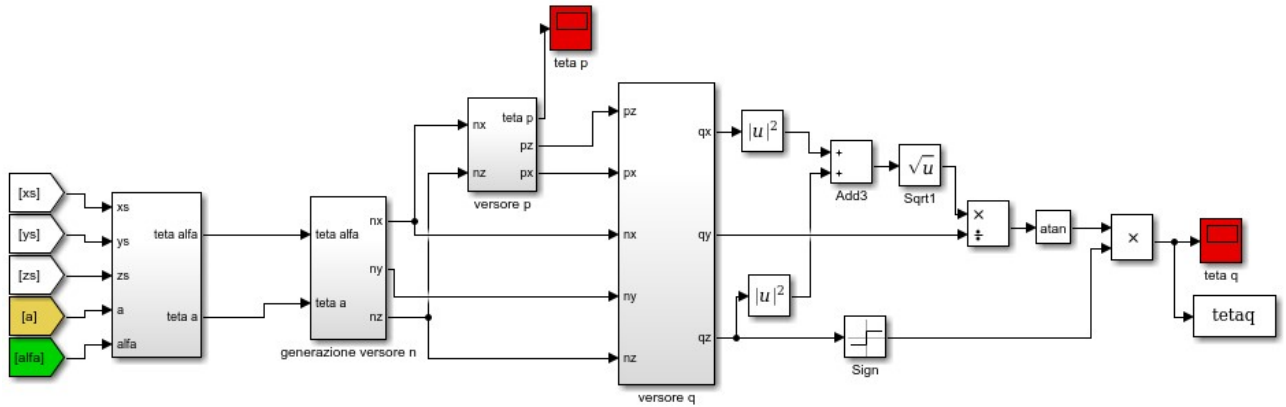 [xs]
[ys]
[zs]
[a]
[alfa]
xs
ys
zs
a
alfa
teta alfa
teta a
teta alfa
teta a
nx
ny
nz
generazione versore n
nx
nz
teta p
pz
px
versore p
teta p
pz
px
nx
ny
nz
qx
qy
qz
versore q
|u|²
|u|²
+
+
Add3
√u
Sqrt1
×
÷
atan
Sign
×
teta q
tetaq